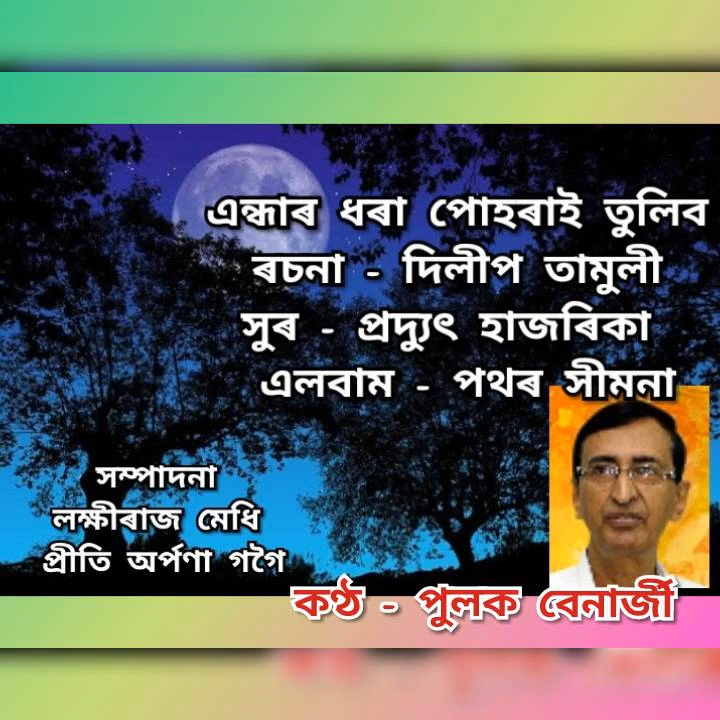 এন্ধাৰ ধৰা পোহৰাই তুলিব
ৰচনা - দিলীপ তামুলী
সুৰ - প্ৰদ্যুৎ হাজৰিকা
এলবাম - পথৰ সীমনা
সম্পাদনা
লক্ষীৰাজ মেধি
প্ৰীতি অৰ্পণা গগৈ
কণ্ঠ - পুলক বেনাৰ্জী